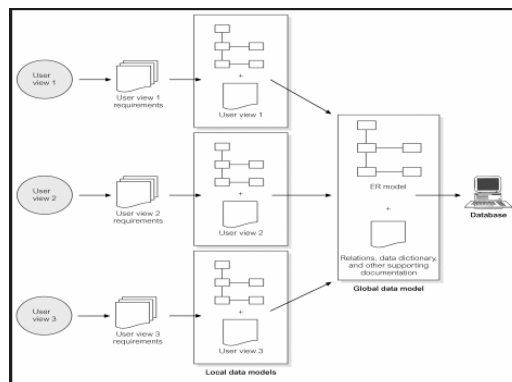 User
view 1
User view 1
requirements
+
User view 1
User
view 2
User view 2
requirements
+
User view 2
User
view 3
User view 3
requirements
+
User view 3
Local data models
ER model
+
Relations, data dictionary,
and other supporting
documentation
Global data model
Database